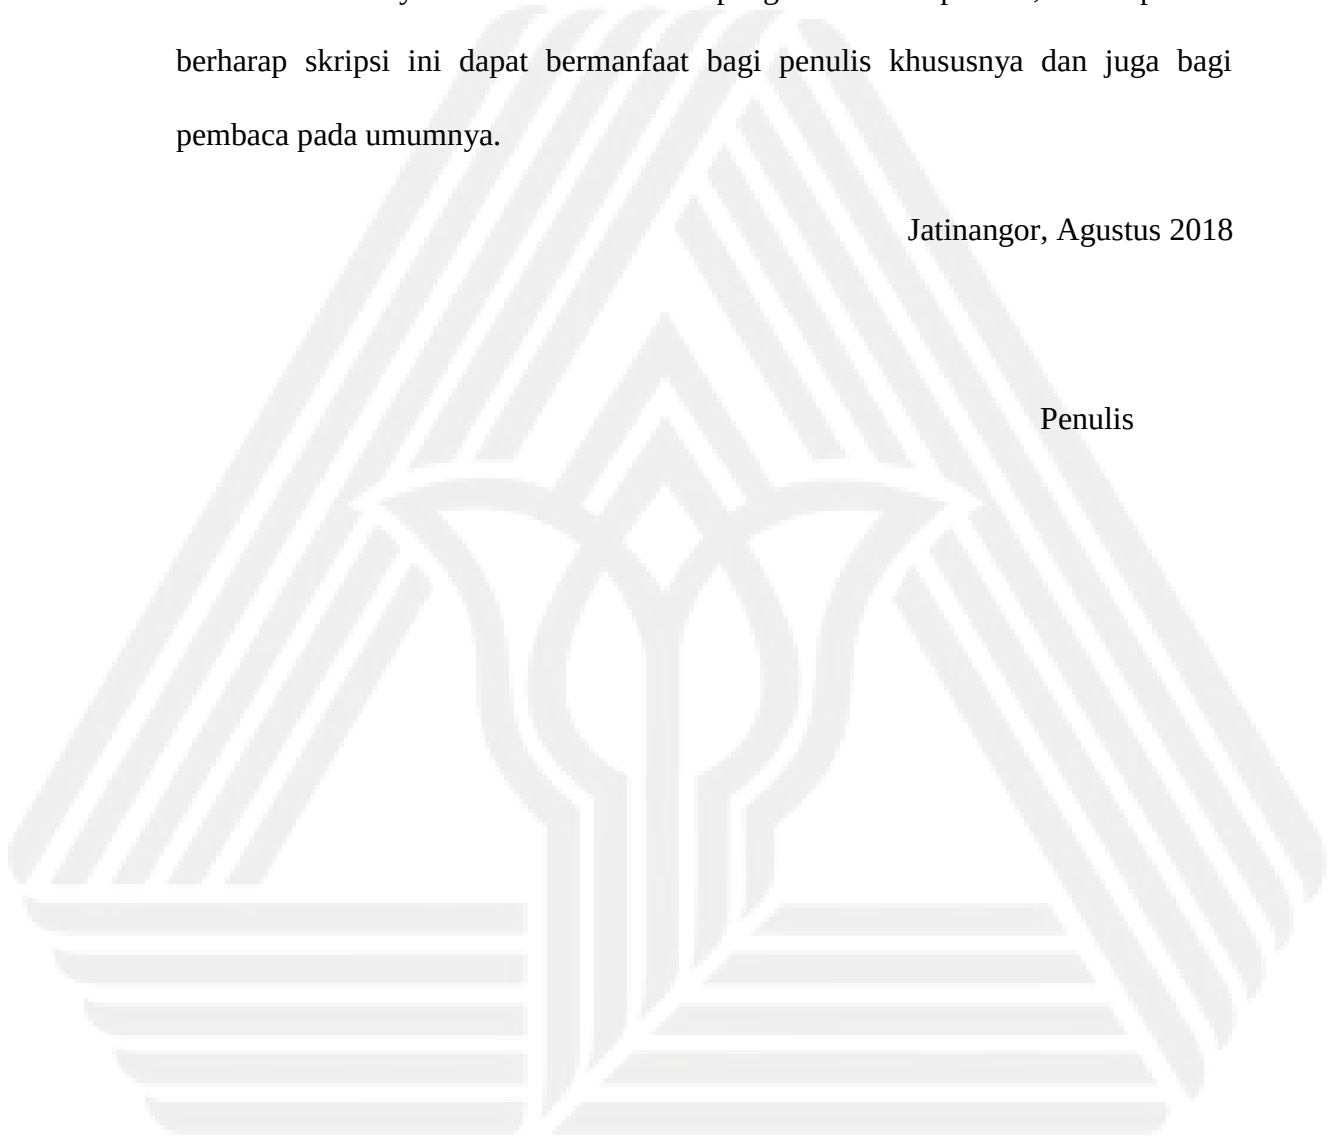 berharap skripsi ini dapat bermanfaat bagi penulis khususnya dan juga bagi
pembaca pada umumnya.
Jatinangor, Agustus 2018
Penulis